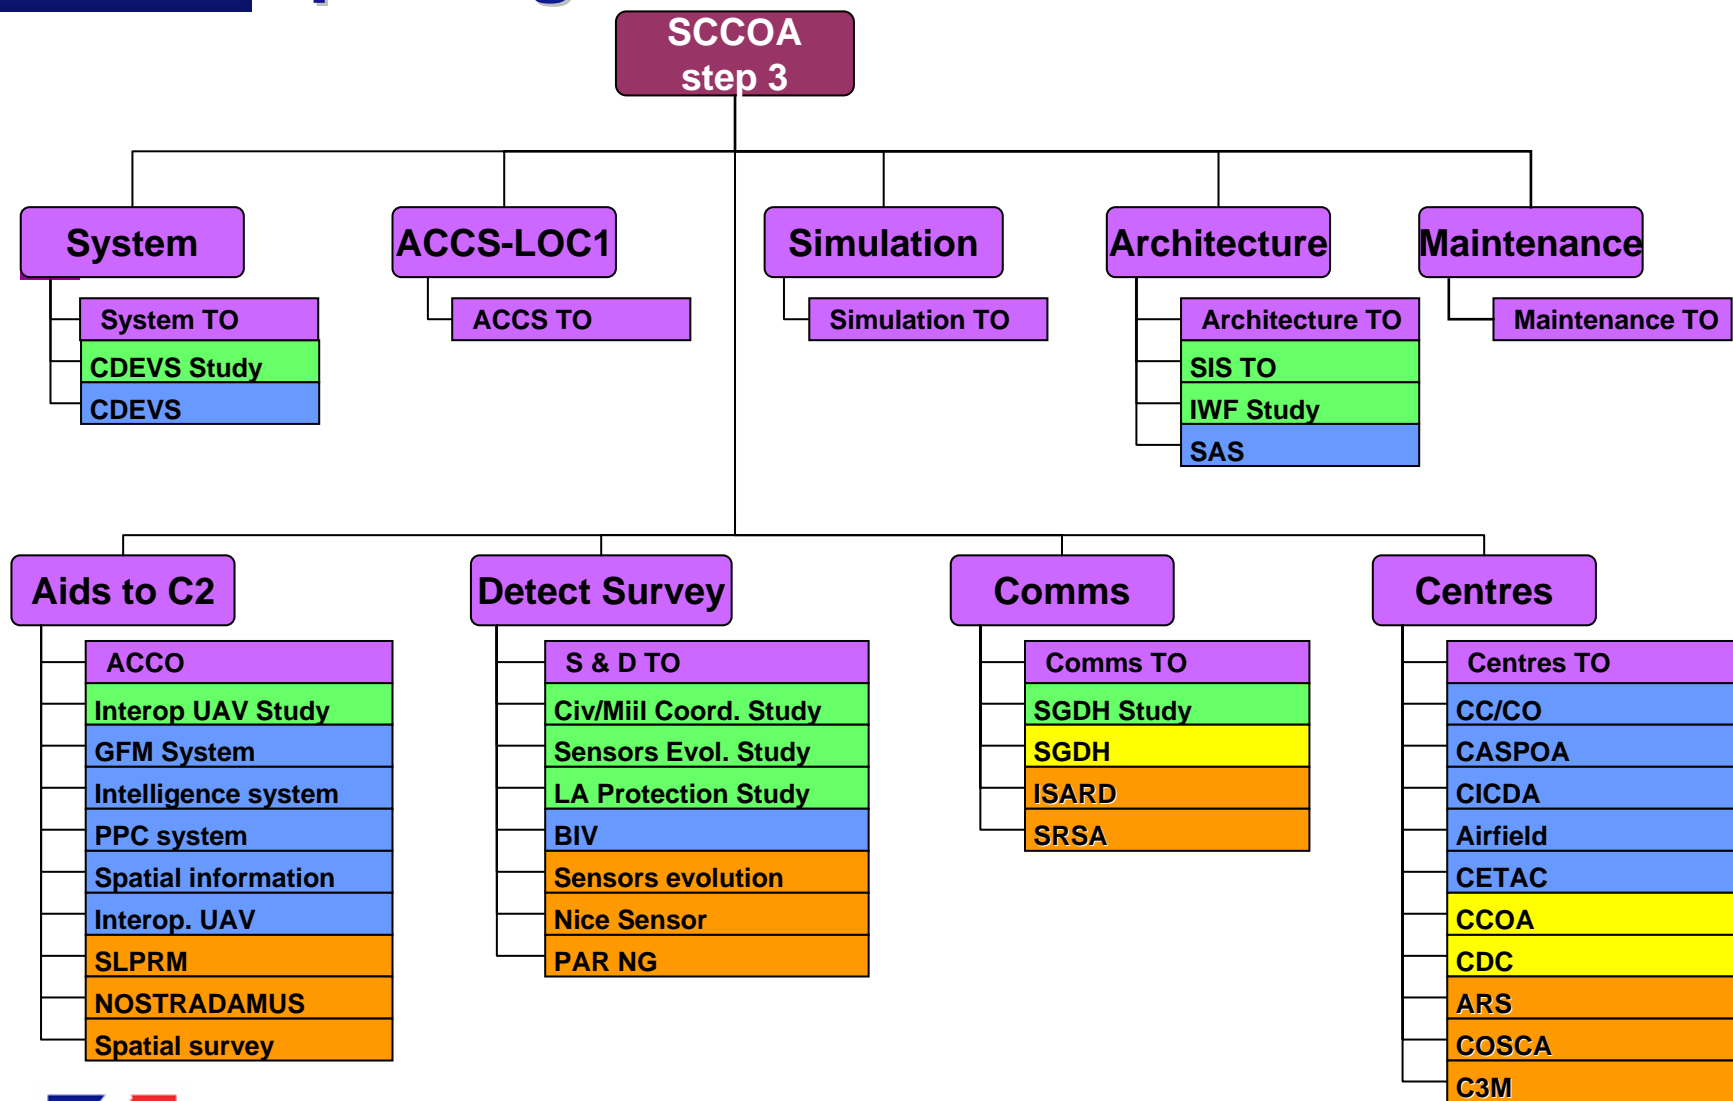 SCCOA
step 3
System
ACCS-LOC1
Simulation
Architecture
Maintenance
System TO
CDEVS Study
CDEVS
ACCS TO
Simulation TO
Architecture TO
SIS TO
IWF Study
SAS
Maintenance TO
Aids to C2
Detect Survey
Comms
Centres
ACCO
Interop UAV Study
GFM System
Intelligence system
PPC system
Spatial information
Interop. UAV
SLPRM
NOSTRADAMUS
Spatial survey
S & D TO
Civ/Miil Coord. Study
Sensors Evol. Study
LA Protection Study
BIV
Sensors evolution
Nice Sensor
PAR NG
Comms TO
SGDH Study
SGDH
ISARD
SRSA
Centres TO
CC/CO
CASPOA
CICDA
Airfield
CETAC
CCOA
CDC
ARS
COSCA
C3M